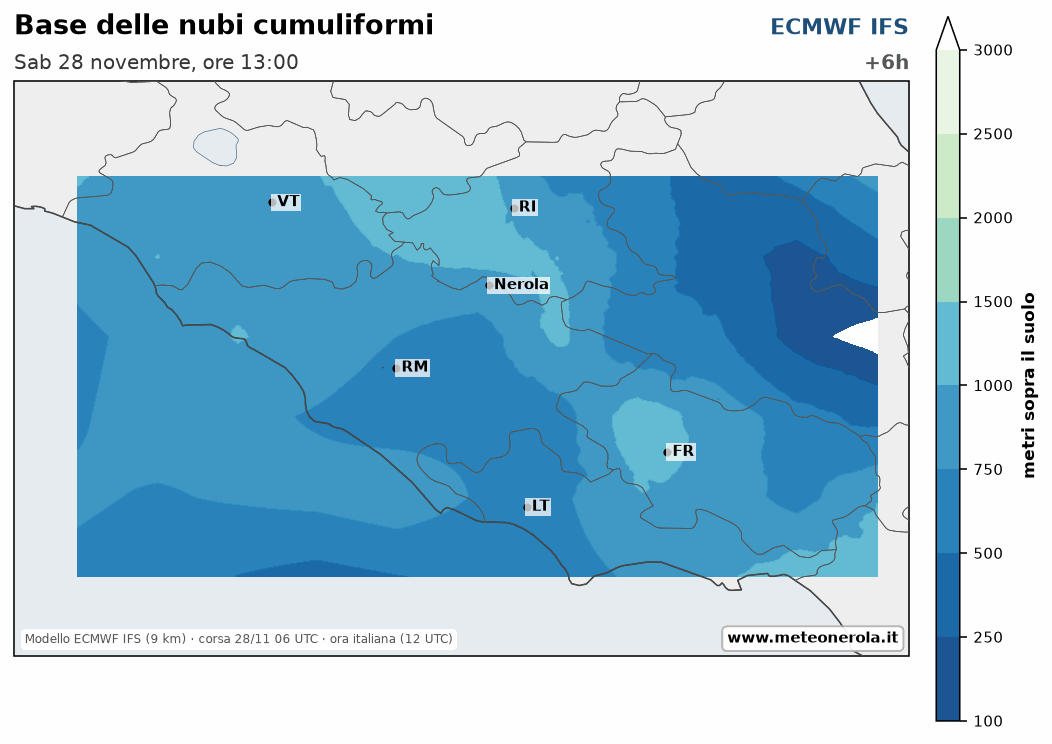 Base delle nubi cumuliformi
ECMWF IFS
Sab 28 novembre, ore 13:00
+6h
VT
RI
Nerola
RM
FR
LT
Modello ECMWF IFS (9 km) · corsa 28/11 06 UTC · ora italiana (12 UTC)
www.meteonerola.it
3000
2500
2000
1500
1000
750
500
250
100
metri sopra il suolo